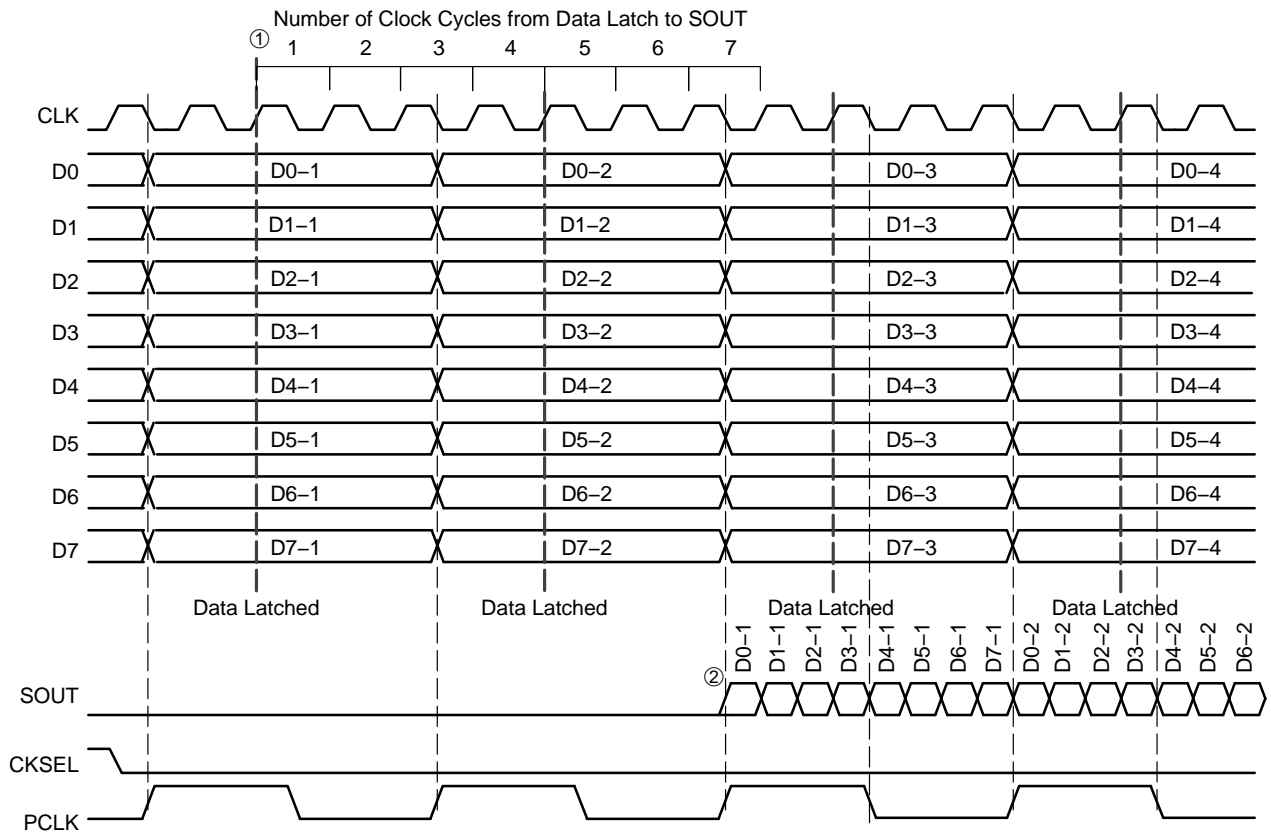 Number of Clock Cycles from Data Latch to SOUT
① 1 2 3 4 5 6 7
CLK
D0 D0–1 D0–2 D0–3 D0–4
D1 D1–1 D1–2 D1–3 D1–4
D2 D2–1 D2–2 D2–3 D2–4
D3 D3–1 D3–2 D3–3 D3–4
D4 D4–1 D4–2 D4–3 D4–4
D5 D5–1 D5–2 D5–3 D5–4
D6 D6–1 D6–2 D6–3 D6–4
D7 D7–1 D7–2 D7–3 D7–4
Data Latched Data Latched Data Latched Data Latched
D0–1 D1–1 D2–1 D3–1 D4–1 D5–1 D6–1 D7–1 D0–2 D1–2 D2–2 D3–2 D4–2 D5–2 D6–2
②
SOUT
CKSEL
PCLK